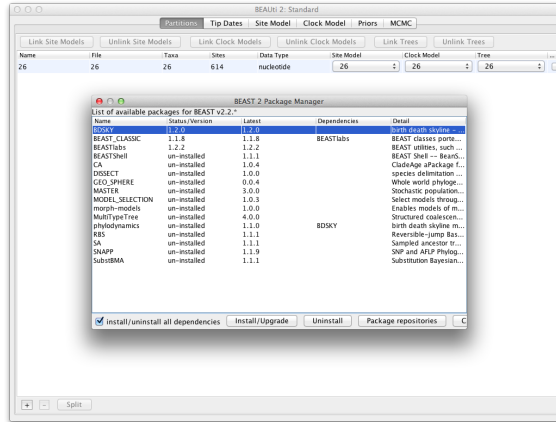 BEAUti 2: Standard
Partitions Tip Dates Site Model Clock Model Priors MCMC
Link Site Models Unlink Site Models Link Clock Models Unlink Clock Models Link Trees Unlink Trees
Name File Taxa Sites Data Type Site Model Clock Model Tree ...
26 26 26 614 nucleotide 26 26 26
BEAST 2 Package Manager
List of available packages for BEAST v2.2.*
Name Status/Version Latest Dependencies Detail
BDSKY 1.2.0 1.2.0 birth death skyline - ...
BEAST_CLASSIC 1.1.8 1.1.8 BEASTlabs BEAST classes porte...
BEASTlabs 1.2.2 1.2.2 BEAST utilities, such ...
BEASTShell un-installed 1.1.1 BEAST Shell -- BeanS...
CA un-installed 1.0.4 CladeAge aPackage f...
DISSECT un-installed 1.0.0 species delimitation ...
GEO_SPHERE un-installed 0.0.4 Whole world phyloge...
MASTER un-installed 3.0.0 Stochastic population...
MODEL_SELECTION un-installed 1.0.3 Select models throug...
morph-models un-installed 1.0.0 Enables models of m...
MultiTypeTree un-installed 4.0.0 Structured coalescen...
phylodynamics un-installed 1.1.0 BDSKY birth death skyline m...
RBS un-installed 1.1.1 Reversible-jump Bas...
SA un-installed 1.1.1 Sampled ancestor tr...
SNAPP un-installed 1.1.9 SNP and AFLP Phylog...
SubstBMA un-installed 1.1.1 Substitution Bayesian...
install/uninstall all dependencies Install/Upgrade Uninstall Package repositories C
+ - Split